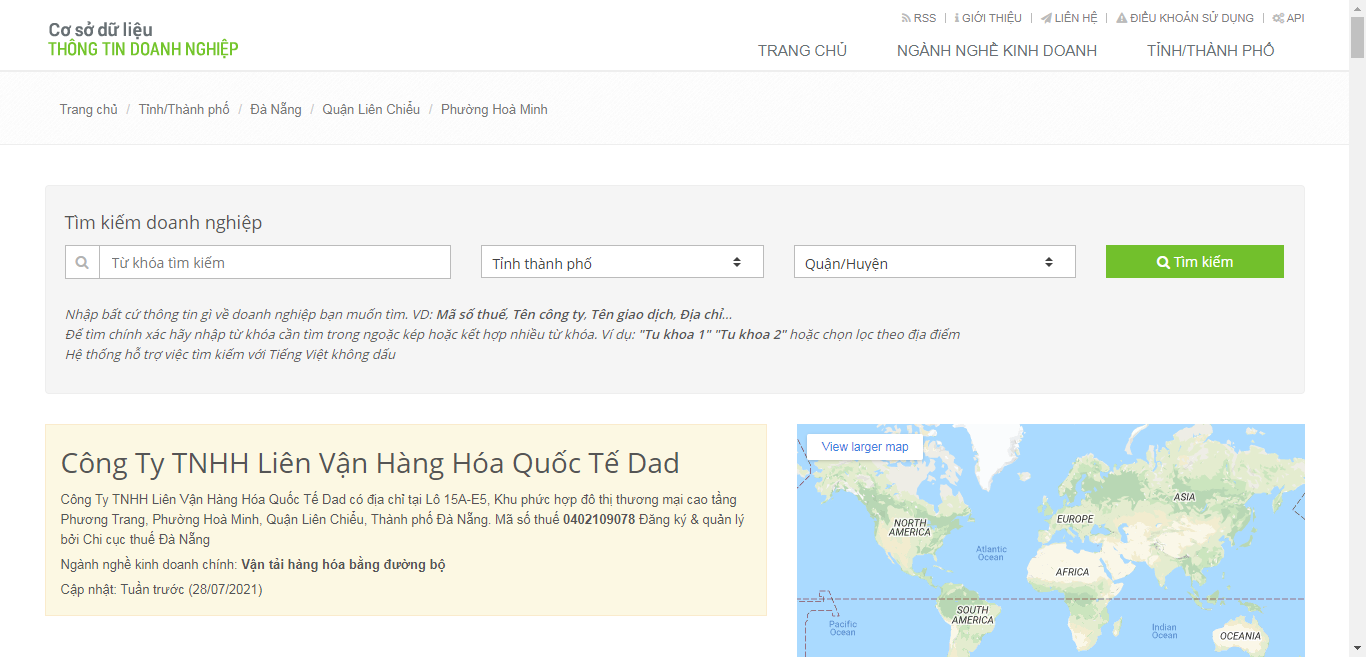 Cơ sở dữ liệu
THÔNG TIN DOANH NGHIỆP
RSS | GIỚI THIỆU | LIÊN HỆ | ĐIỀU KHOẢN SỬ DỤNG | API
TRANG CHỦ NGÀNH NGHỀ KINH DOANH TỈNH/THÀNH PHỐ
Trang chủ / Tỉnh/Thành phố / Đà Nẵng / Quận Liên Chiểu / Phường Hoà Minh
Tìm kiếm doanh nghiệp
Từ khóa tìm kiếm Tỉnh thành phố Quận/Huyện Tìm kiếm
Nhập bất cứ thông tin gì về doanh nghiệp bạn muốn tìm. VD: Mã số thuế, Tên công ty, Tên giao dịch, Địa chỉ...
Để tìm chính xác hãy nhập từ khóa cần tìm trong ngoặc kép hoặc kết hợp nhiều từ khóa. Ví dụ: "Tu khoa 1" "Tu khoa 2" hoặc chọn lọc theo địa điểm
Hệ thống hỗ trợ việc tìm kiếm với Tiếng Việt không dấu
Công Ty TNHH Liên Vận Hàng Hóa Quốc Tế Dad
Công Ty TNHH Liên Vận Hàng Hóa Quốc Tế Dad có địa chỉ tại Lô 15A-E5, Khu phức hợp đô thị thương mại cao tầng
Phương Trang, Phường Hoà Minh, Quận Liên Chiểu, Thành phố Đà Nẵng. Mã số thuế 0402109078 Đăng ký & quản lý
bởi Chi cục thuế Đà Nẵng
Ngành nghề kinh doanh chính: Vận tải hàng hóa bằng đường bộ
Cập nhật: Tuần trước (28/07/2021)
View larger map
ASIA
NORTH
AMERICA
EUROPE
Atlantic
Ocean
AFRICA
SOUTH
AMERICA
Pacific
Ocean
Indian
Ocean
OCEANIA